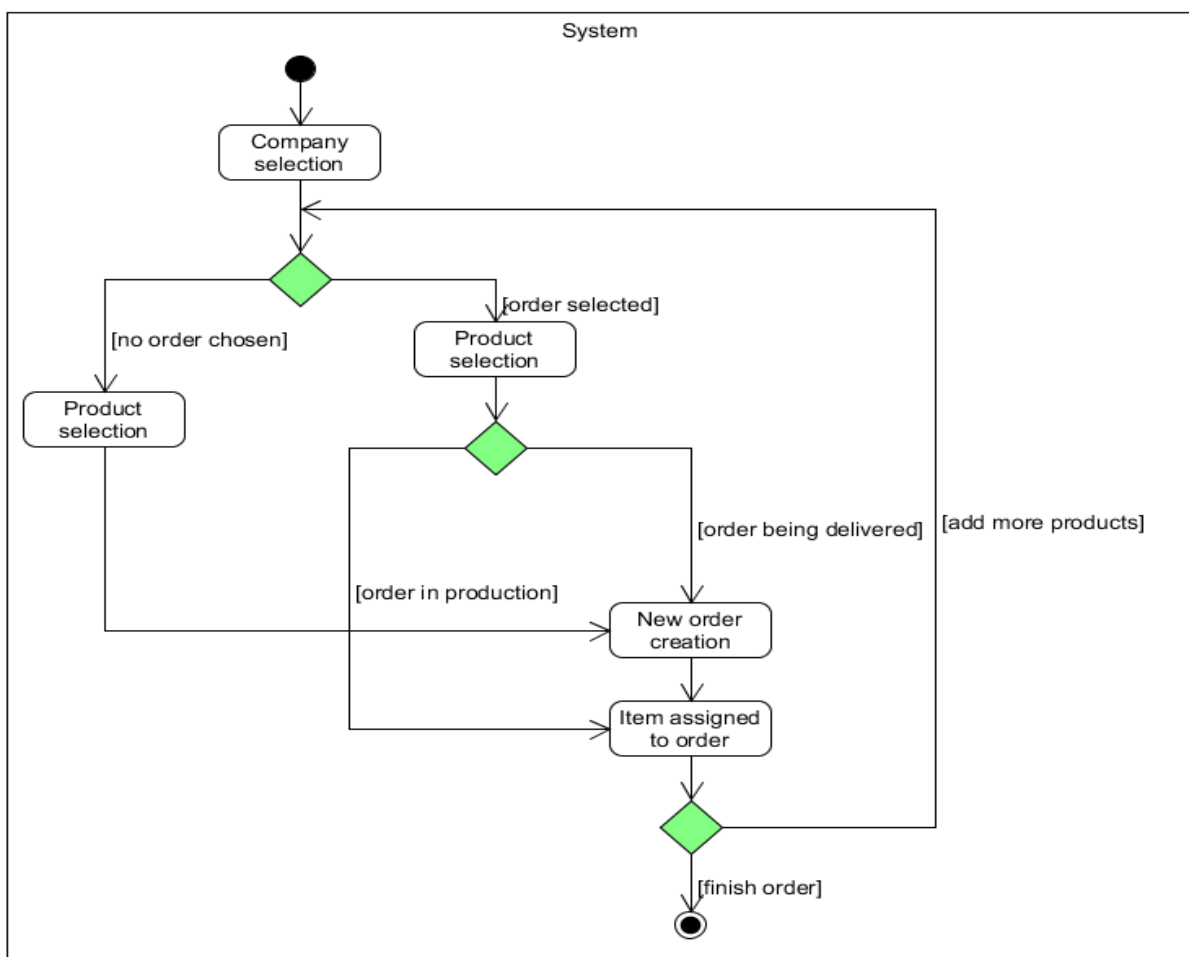 System
Company
selection
[order selected]
[no order chosen]
Product
selection
Product
selection
[order being delivered]
[add more products]
[order in production]
New order
creation
Item assigned
to order
[finish order]